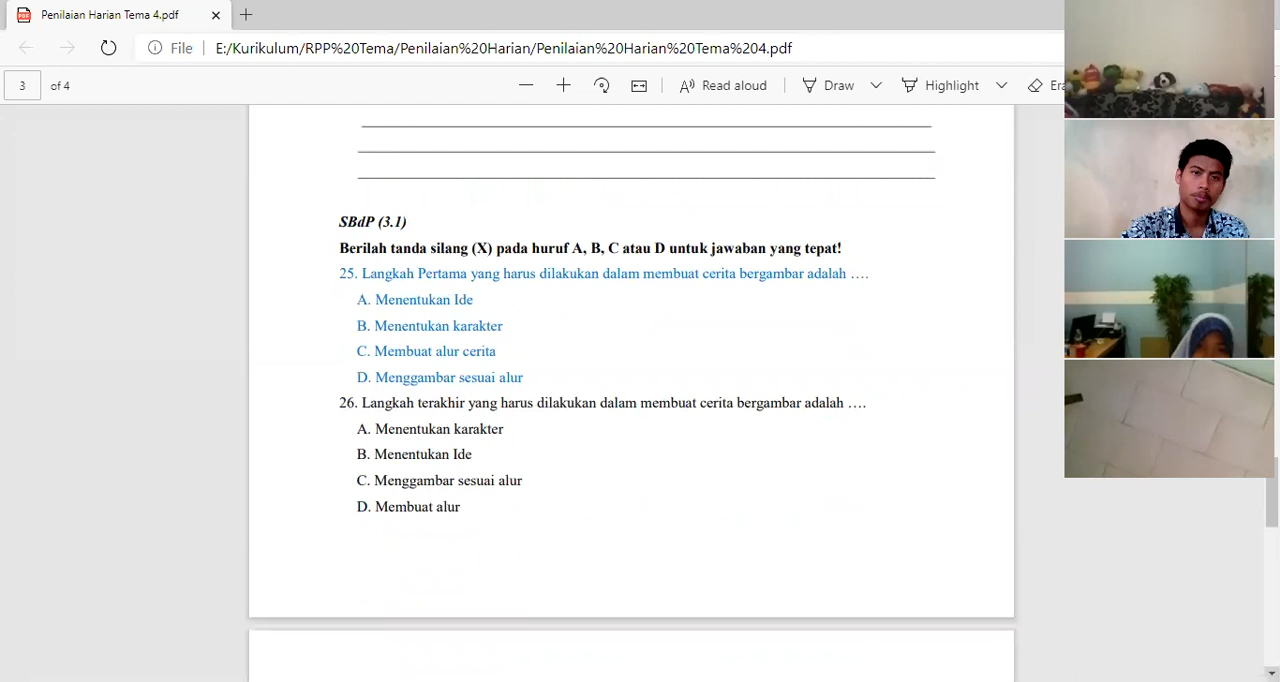 Penilaian Harian Tema 4.pdf
File
E:/Kurikulum/RPP%20Tema/Penilaian%20Harian/Penilaian%20Harian%20Tema%204.pdf
3 of 4
Read aloud
Draw
Highlight
Era
SBdP (3.1)
Berilah tanda silang (X) pada huruf A, B, C atau D untuk jawaban yang tepat!
25. Langkah Pertama yang harus dilakukan dalam membuat cerita bergambar adalah ….
A. Menentukan Ide
B. Menentukan karakter
C. Membuat alur cerita
D. Menggambar sesuai alur
26. Langkah terakhir yang harus dilakukan dalam membuat cerita bergambar adalah ….
A. Menentukan karakter
B. Menentukan Ide
C. Menggambar sesuai alur
D. Membuat alur